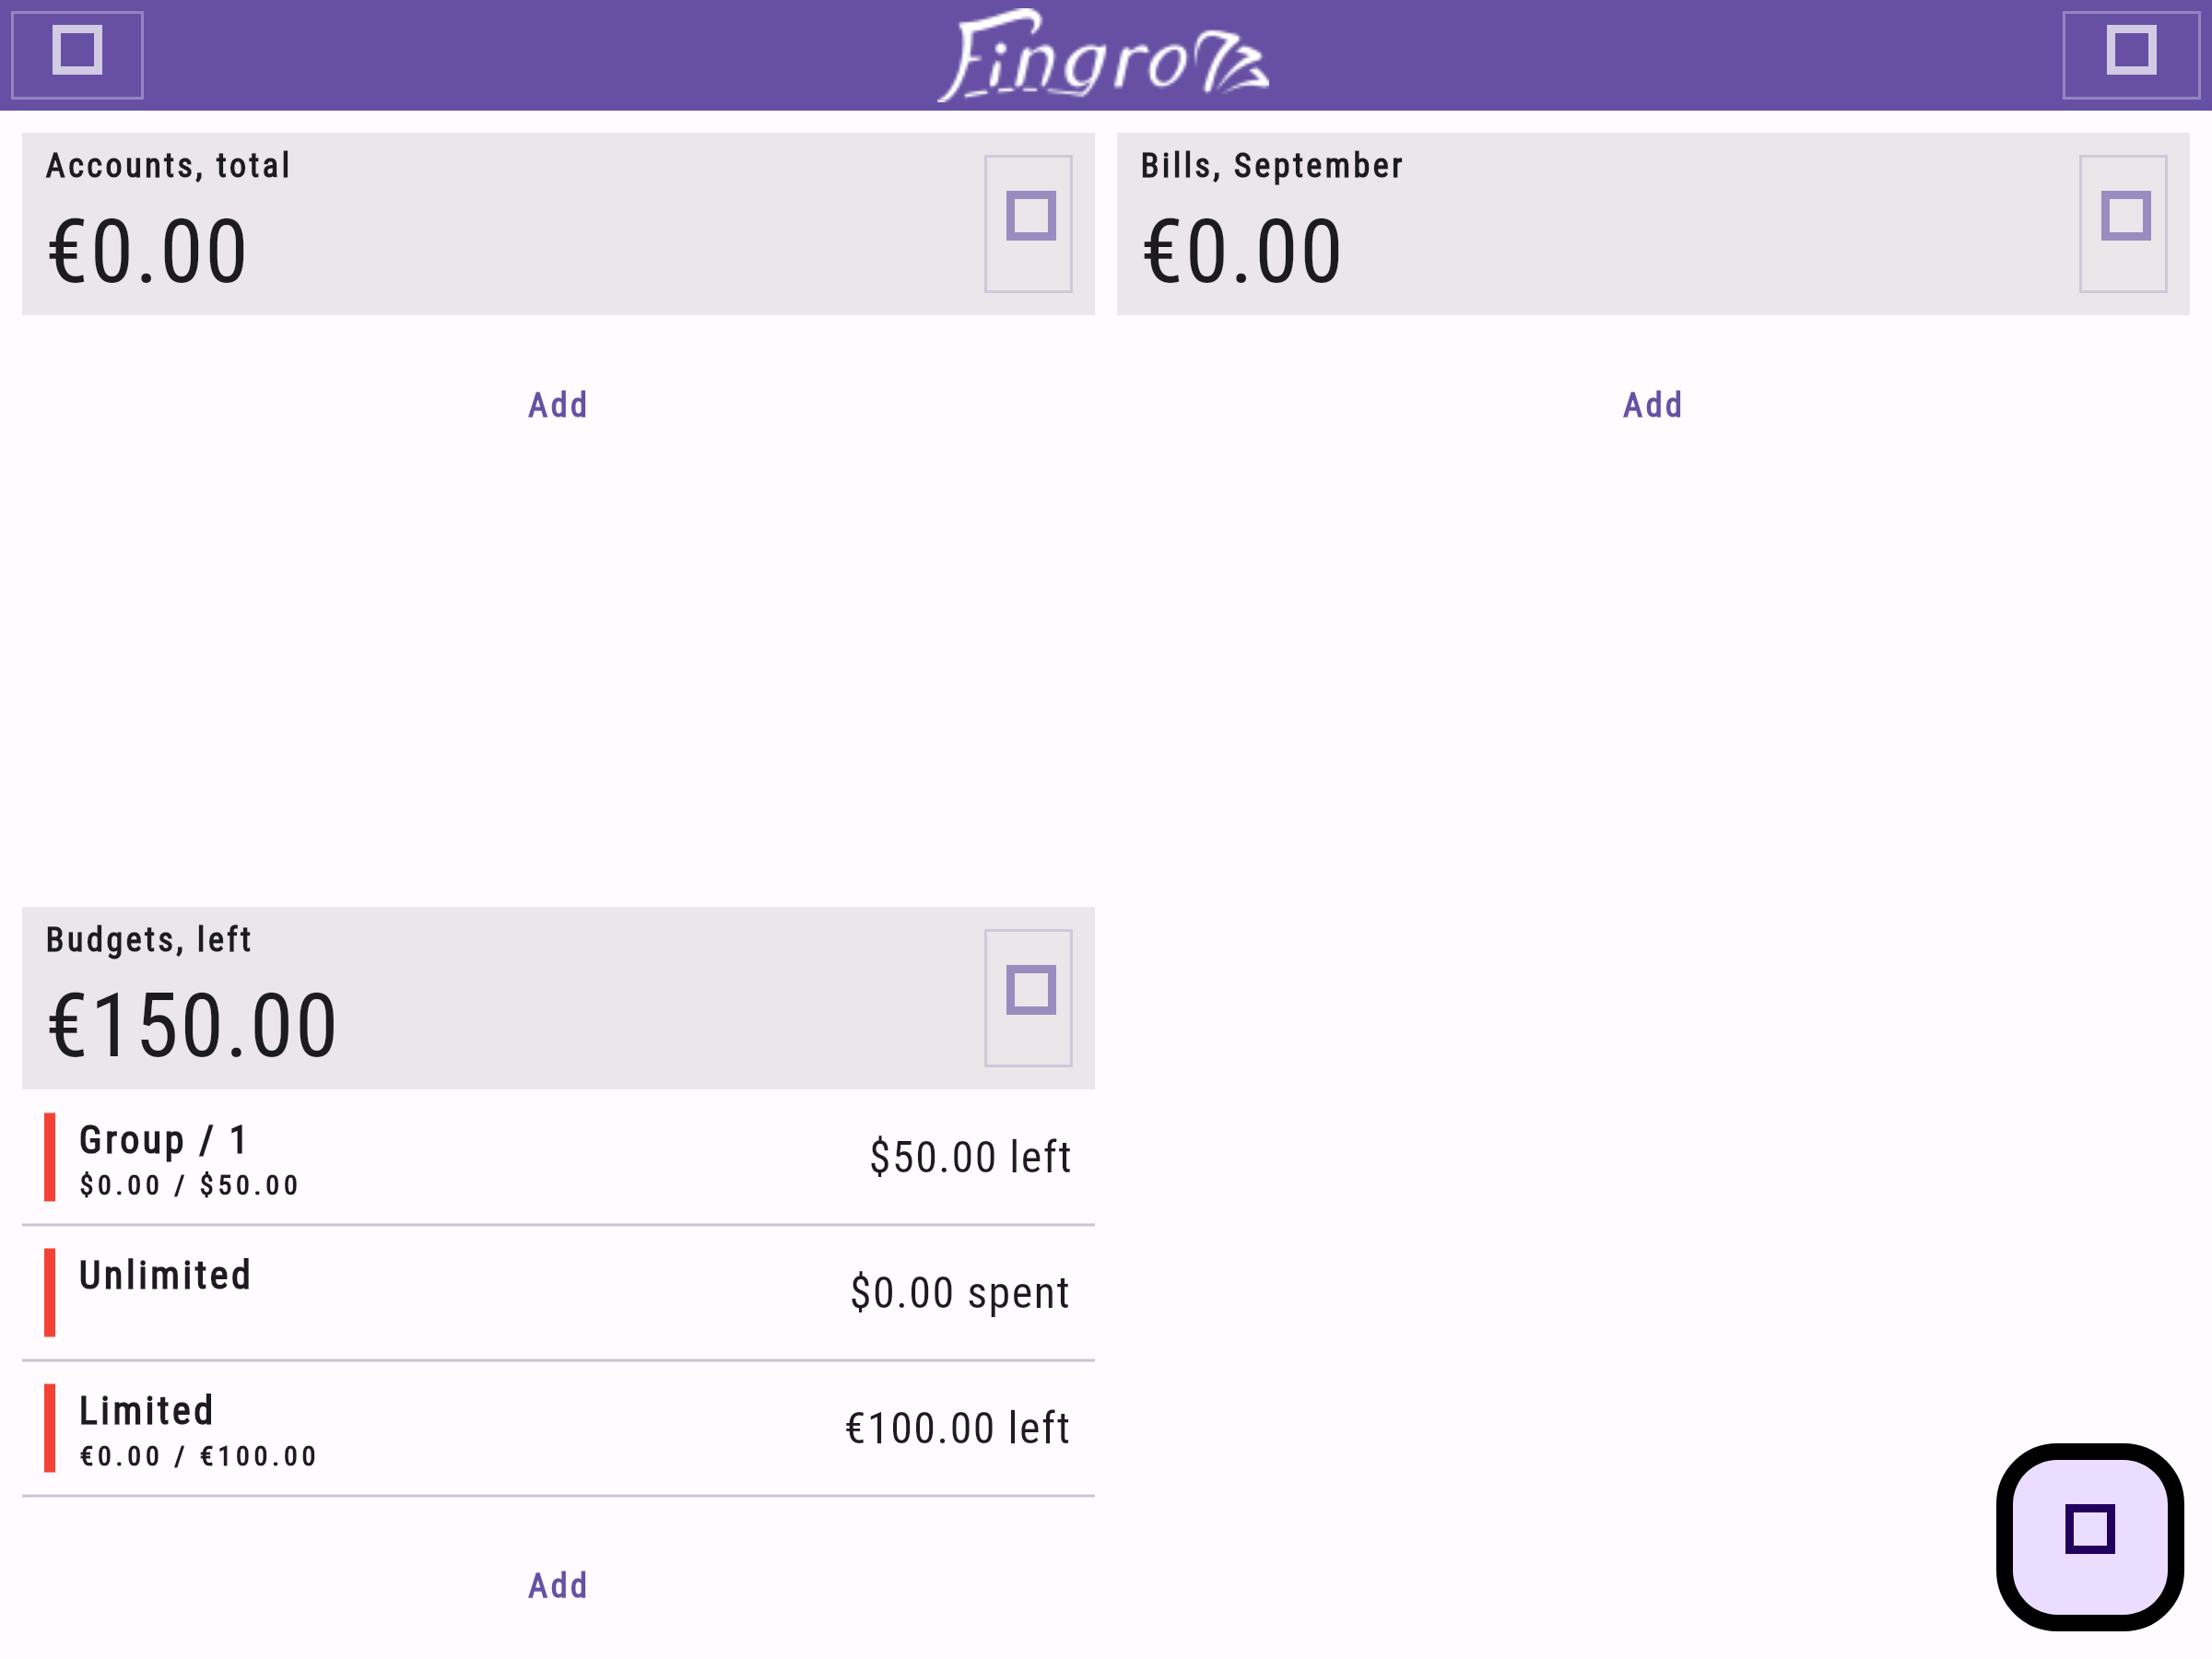 Fingrom
Accounts, total
€0.00
Add
Bills, September
€0.00
Add
Budgets, left
€150.00
Group / 1
$0.00 / $50.00
$50.00 left
Unlimited
$0.00 spent
Limited
€0.00 / €100.00
€100.00 left
Add